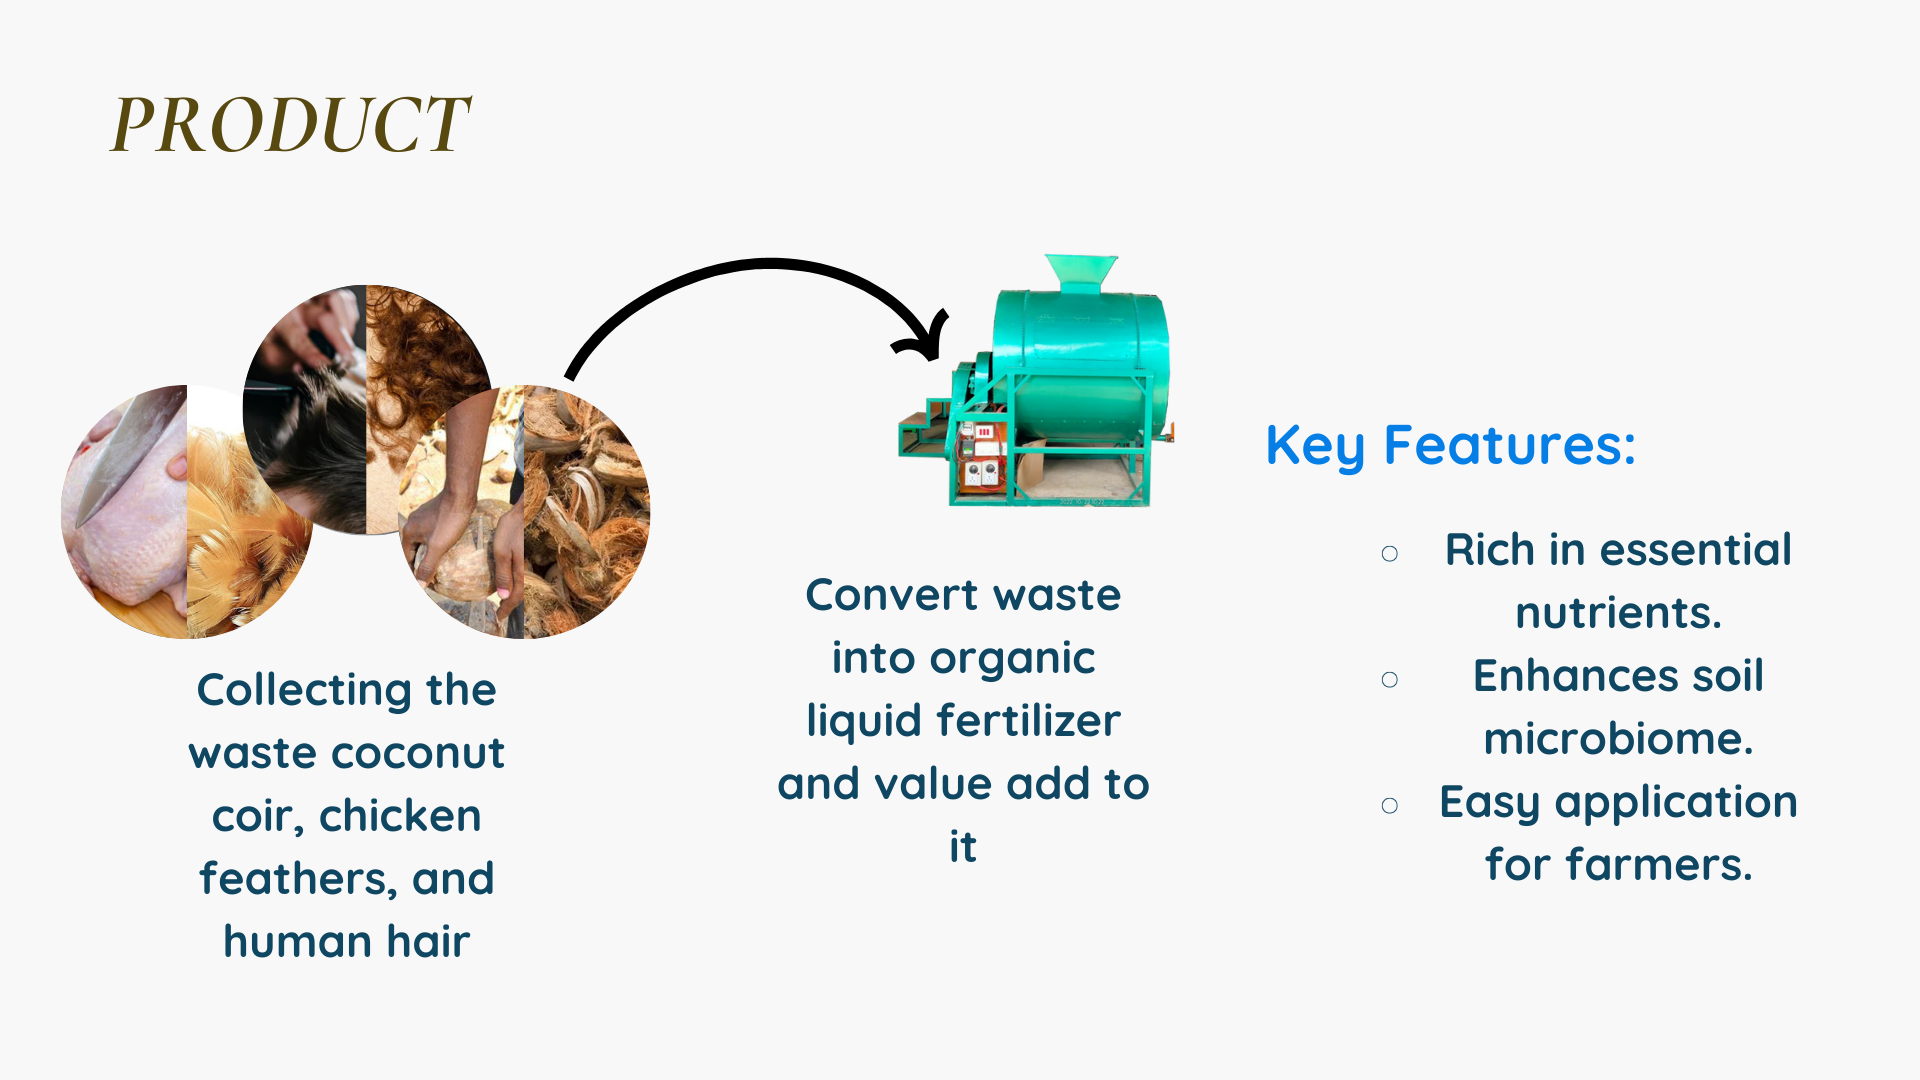 PRODUCT
Collecting the
waste coconut
coir, chicken
feathers, and
human hair
Convert waste
into organic
liquid fertilizer
and value add to
it
Key Features:
Rich in essential
nutrients.
Enhances soil
microbiome.
Easy application
for farmers.